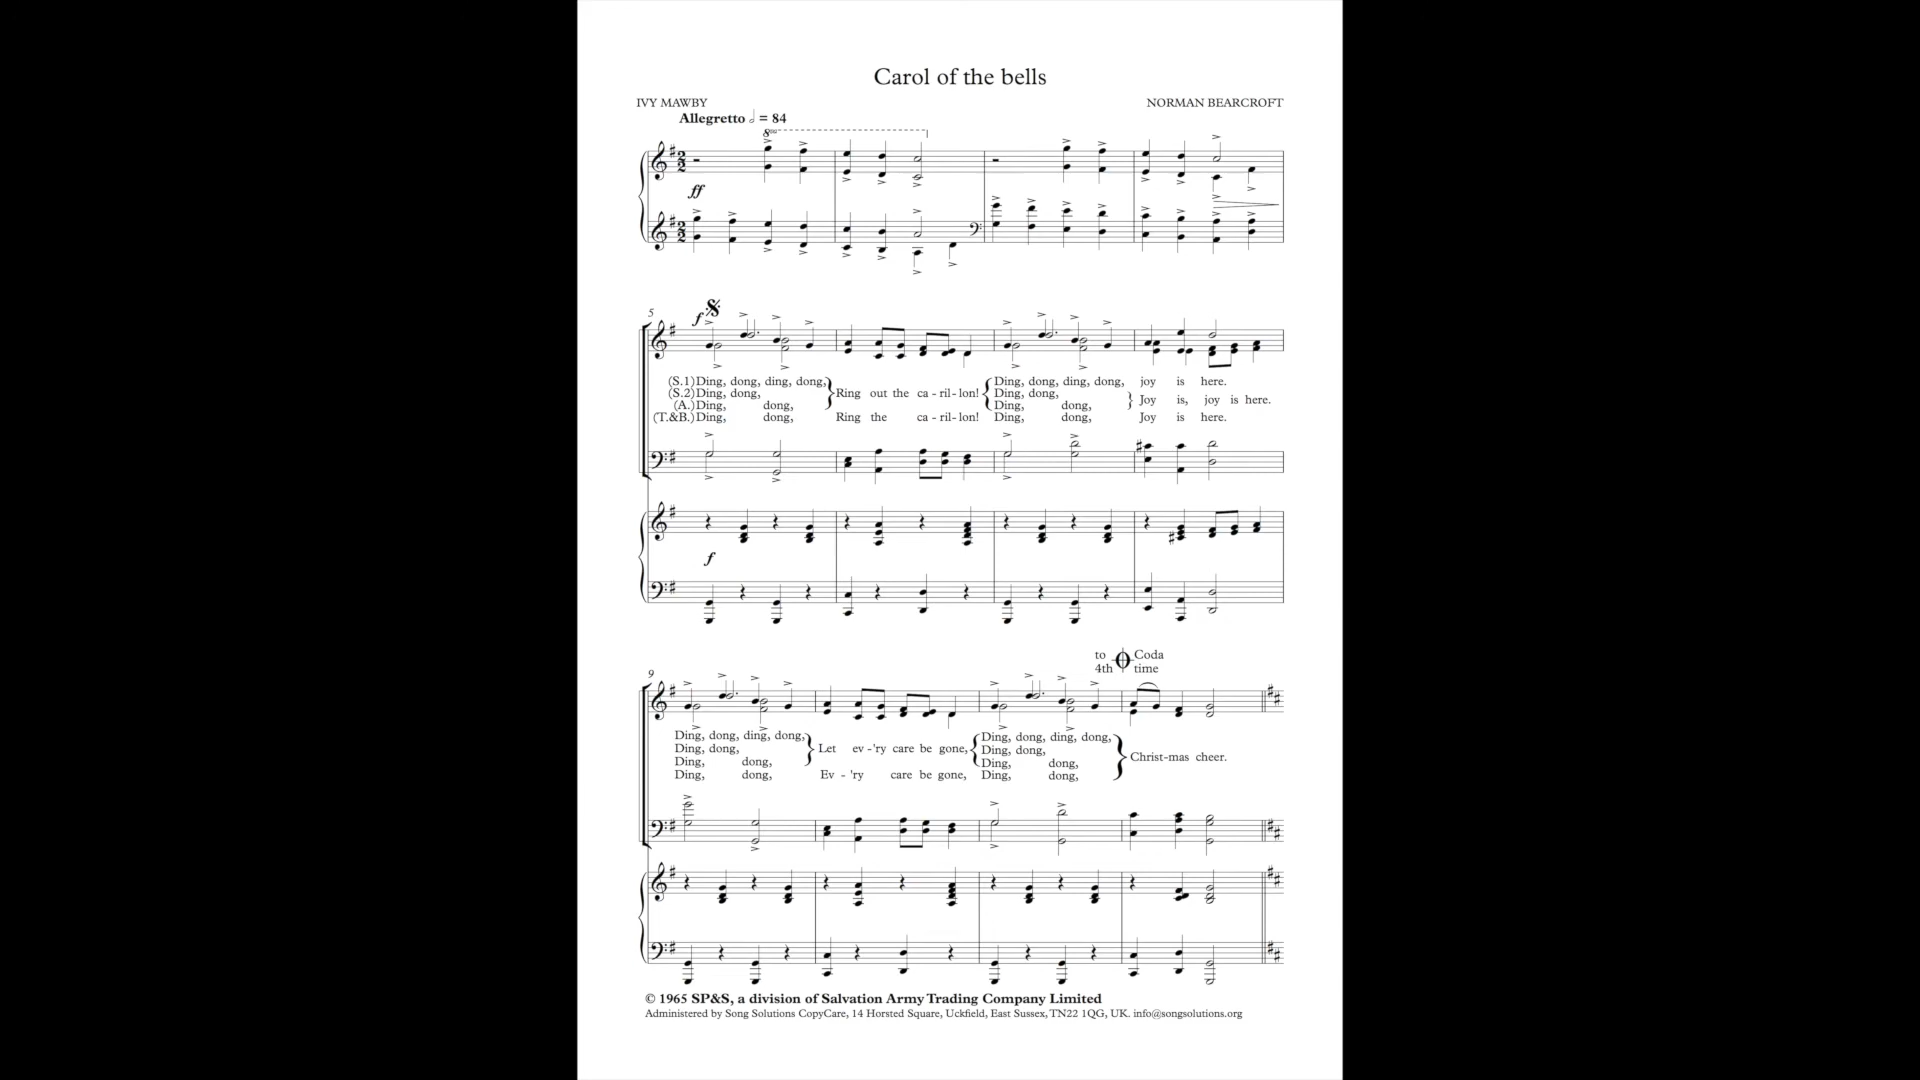 Carol of the bells
IVY MAWBY NORMAN BEARCROFT
Allegretto = 84
8va
ff
5
f
(S.1) Ding, dong, ding, dong, Ding, dong, ding, dong, joy is here.
(S.2) Ding, dong, Ring out the ca - ril - lon! Ding, dong,
(A.) Ding, dong, Ding, dong, Joy is, joy is here.
(T.&B.) Ding, dong, Ring the ca - ril - lon! Ding, dong, Joy is here.
f
to Coda
4th time
9
Ding, dong, ding, dong, Ding, dong, ding, dong,
Ding, dong, Let ev - 'ry care be gone, Ding, dong,
Ding, dong, Ding, dong, Christ-mas cheer.
Ding, dong, Ev - 'ry care be gone, Ding, dong,
© 1965 SP&S, a division of Salvation Army Trading Company Limited
Administered by Song Solutions CopyCare, 14 Horsted Square, Uckfield, East Sussex, TN22 1QG, UK. info@songsolutions.org